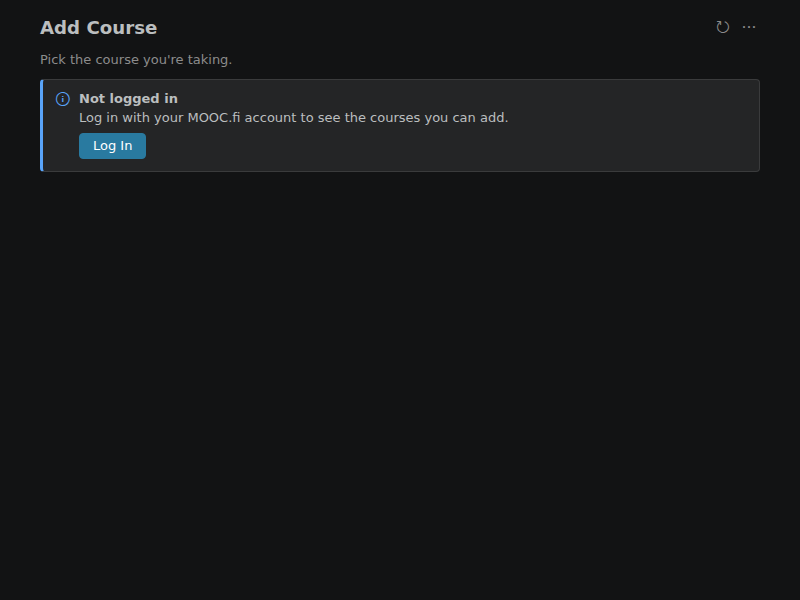 Add Course
Pick the course you're taking.
Not logged in
Log in with your MOOC.fi account to see the courses you can add.
Log In